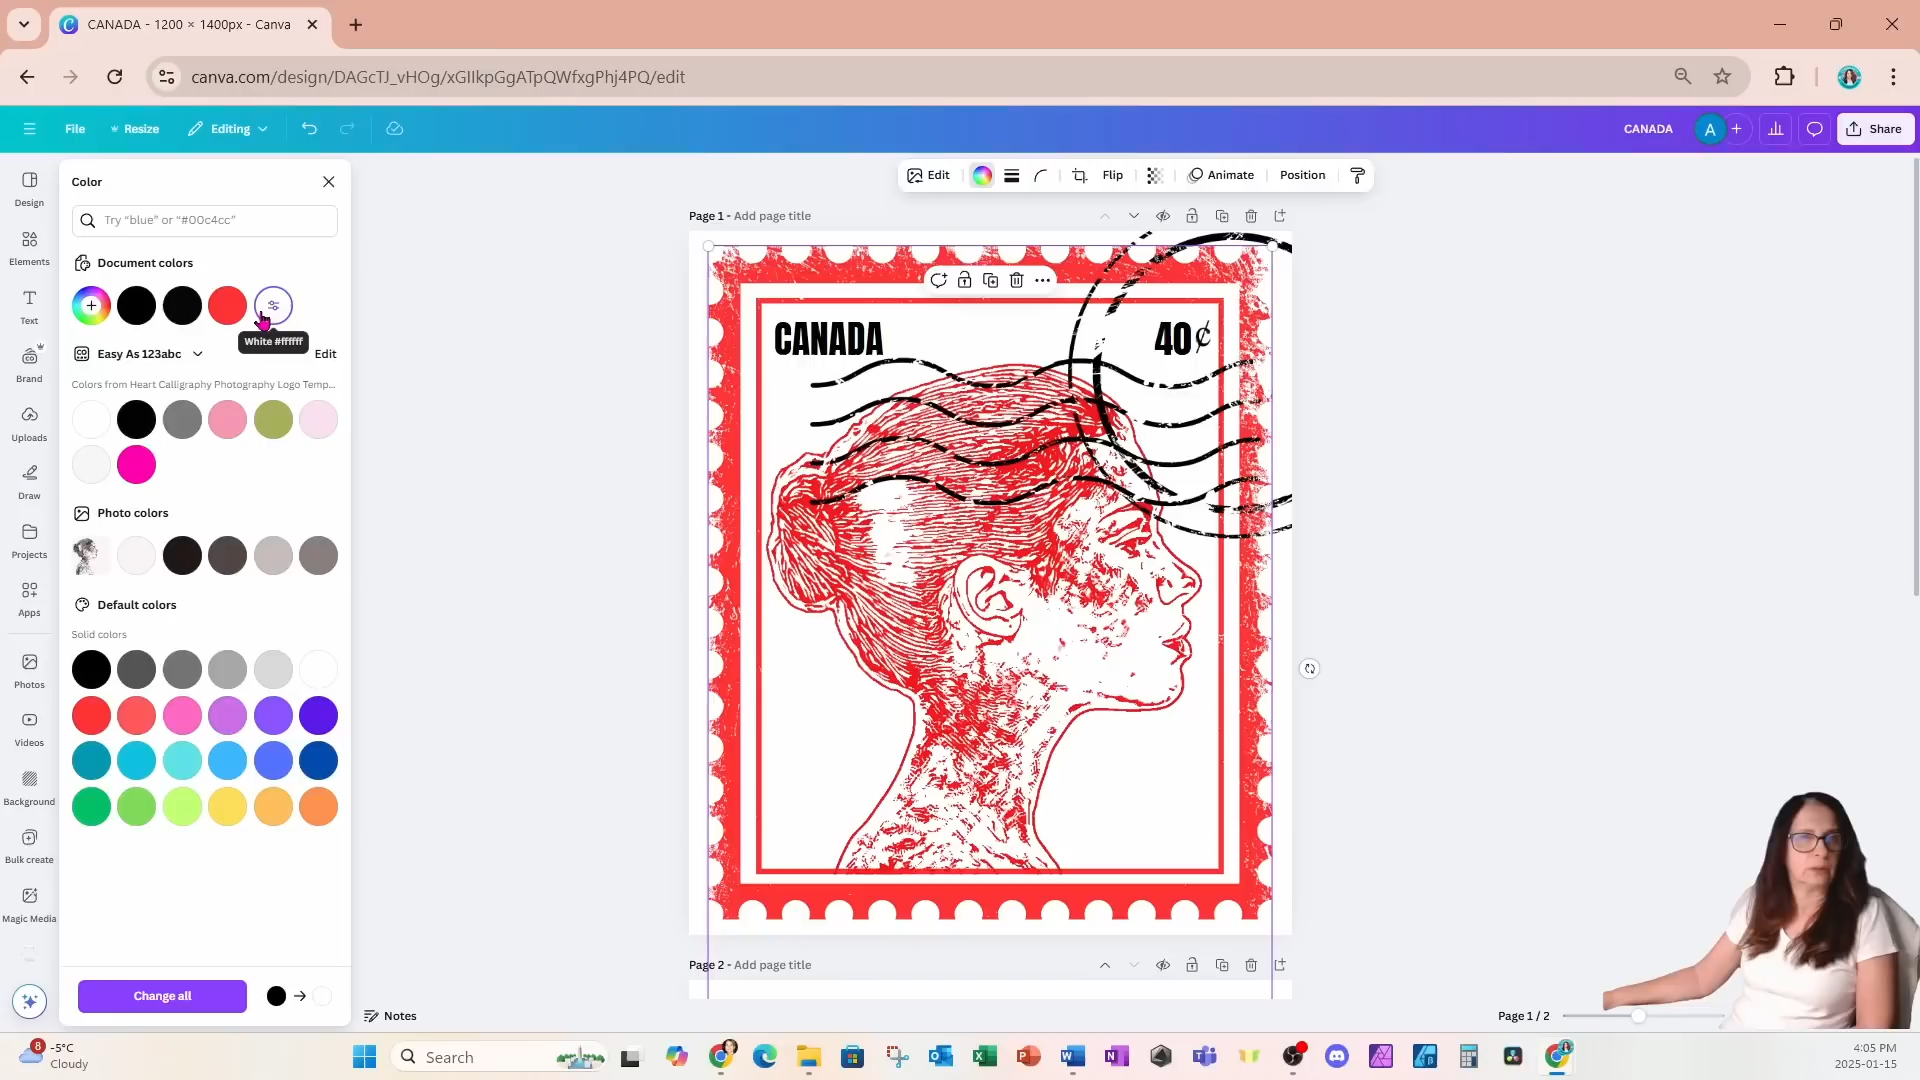 CANADA - 1200 × 1400px - Canva
canva.com/design/DAGcTJ_vHOg/xGIIkpGgATpQWfxgPhj4PQ/edit
File
Resize
Editing
CANADA
A
Share
Design
Elements
Text
Brand
Uploads
Draw
Projects
Apps
Photos
Videos
Background
Bulk create
Magic Media
Color
Try “blue” or “#00c4cc”
Document colors
White #ffffff
Easy As 123abc
Edit
Colors from Heart Calligraphy Photography Logo Temp...
Photo colors
Default colors
Solid colors
Change all
Edit
Flip
Animate
Position
Page 1 - Add page title
CANADA
40¢
Page 2 - Add page title
Notes
Page 1 / 2
8
-5°C
Cloudy
Search
4:05 PM
2025-01-15